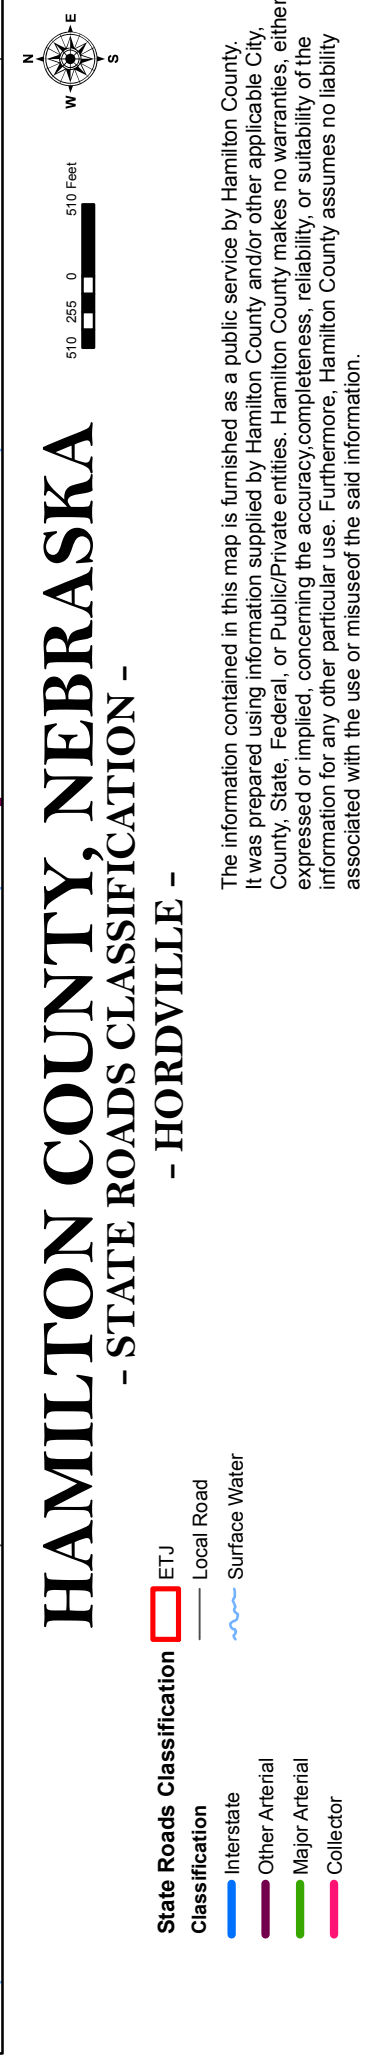 HAMILTON COUNTY, NEBRASKA
- STATE ROADS CLASSIFICATION -
- HORDVILLE -
State Roads Classification
Classification
Interstate
Other Arterial
Major Arterial
Collector
ETJ
Local Road
Surface Water
The information contained in this map is furnished as a public service by Hamilton County.
It was prepared using information supplied by Hamilton County and/or other applicable City,
County, State, Federal, or Public/Private entities. Hamilton County makes no warranties, either
expressed or implied, concerning the accuracy,completeness, reliability, or suitability of the
information for any other particular use. Furthermore, Hamilton County assumes no liability
associated with the use or misuseof the said information.
510 255 0 510 Feet
N
E
S
W